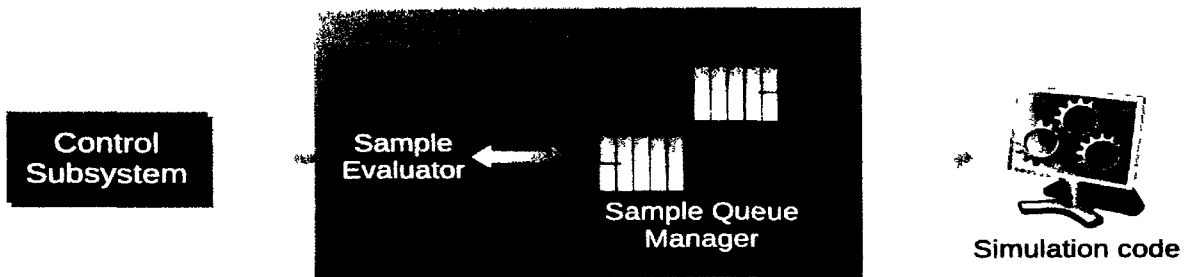 Control
Subsystem
Sample
Evaluator
Sample Queue
Manager
Simulation code